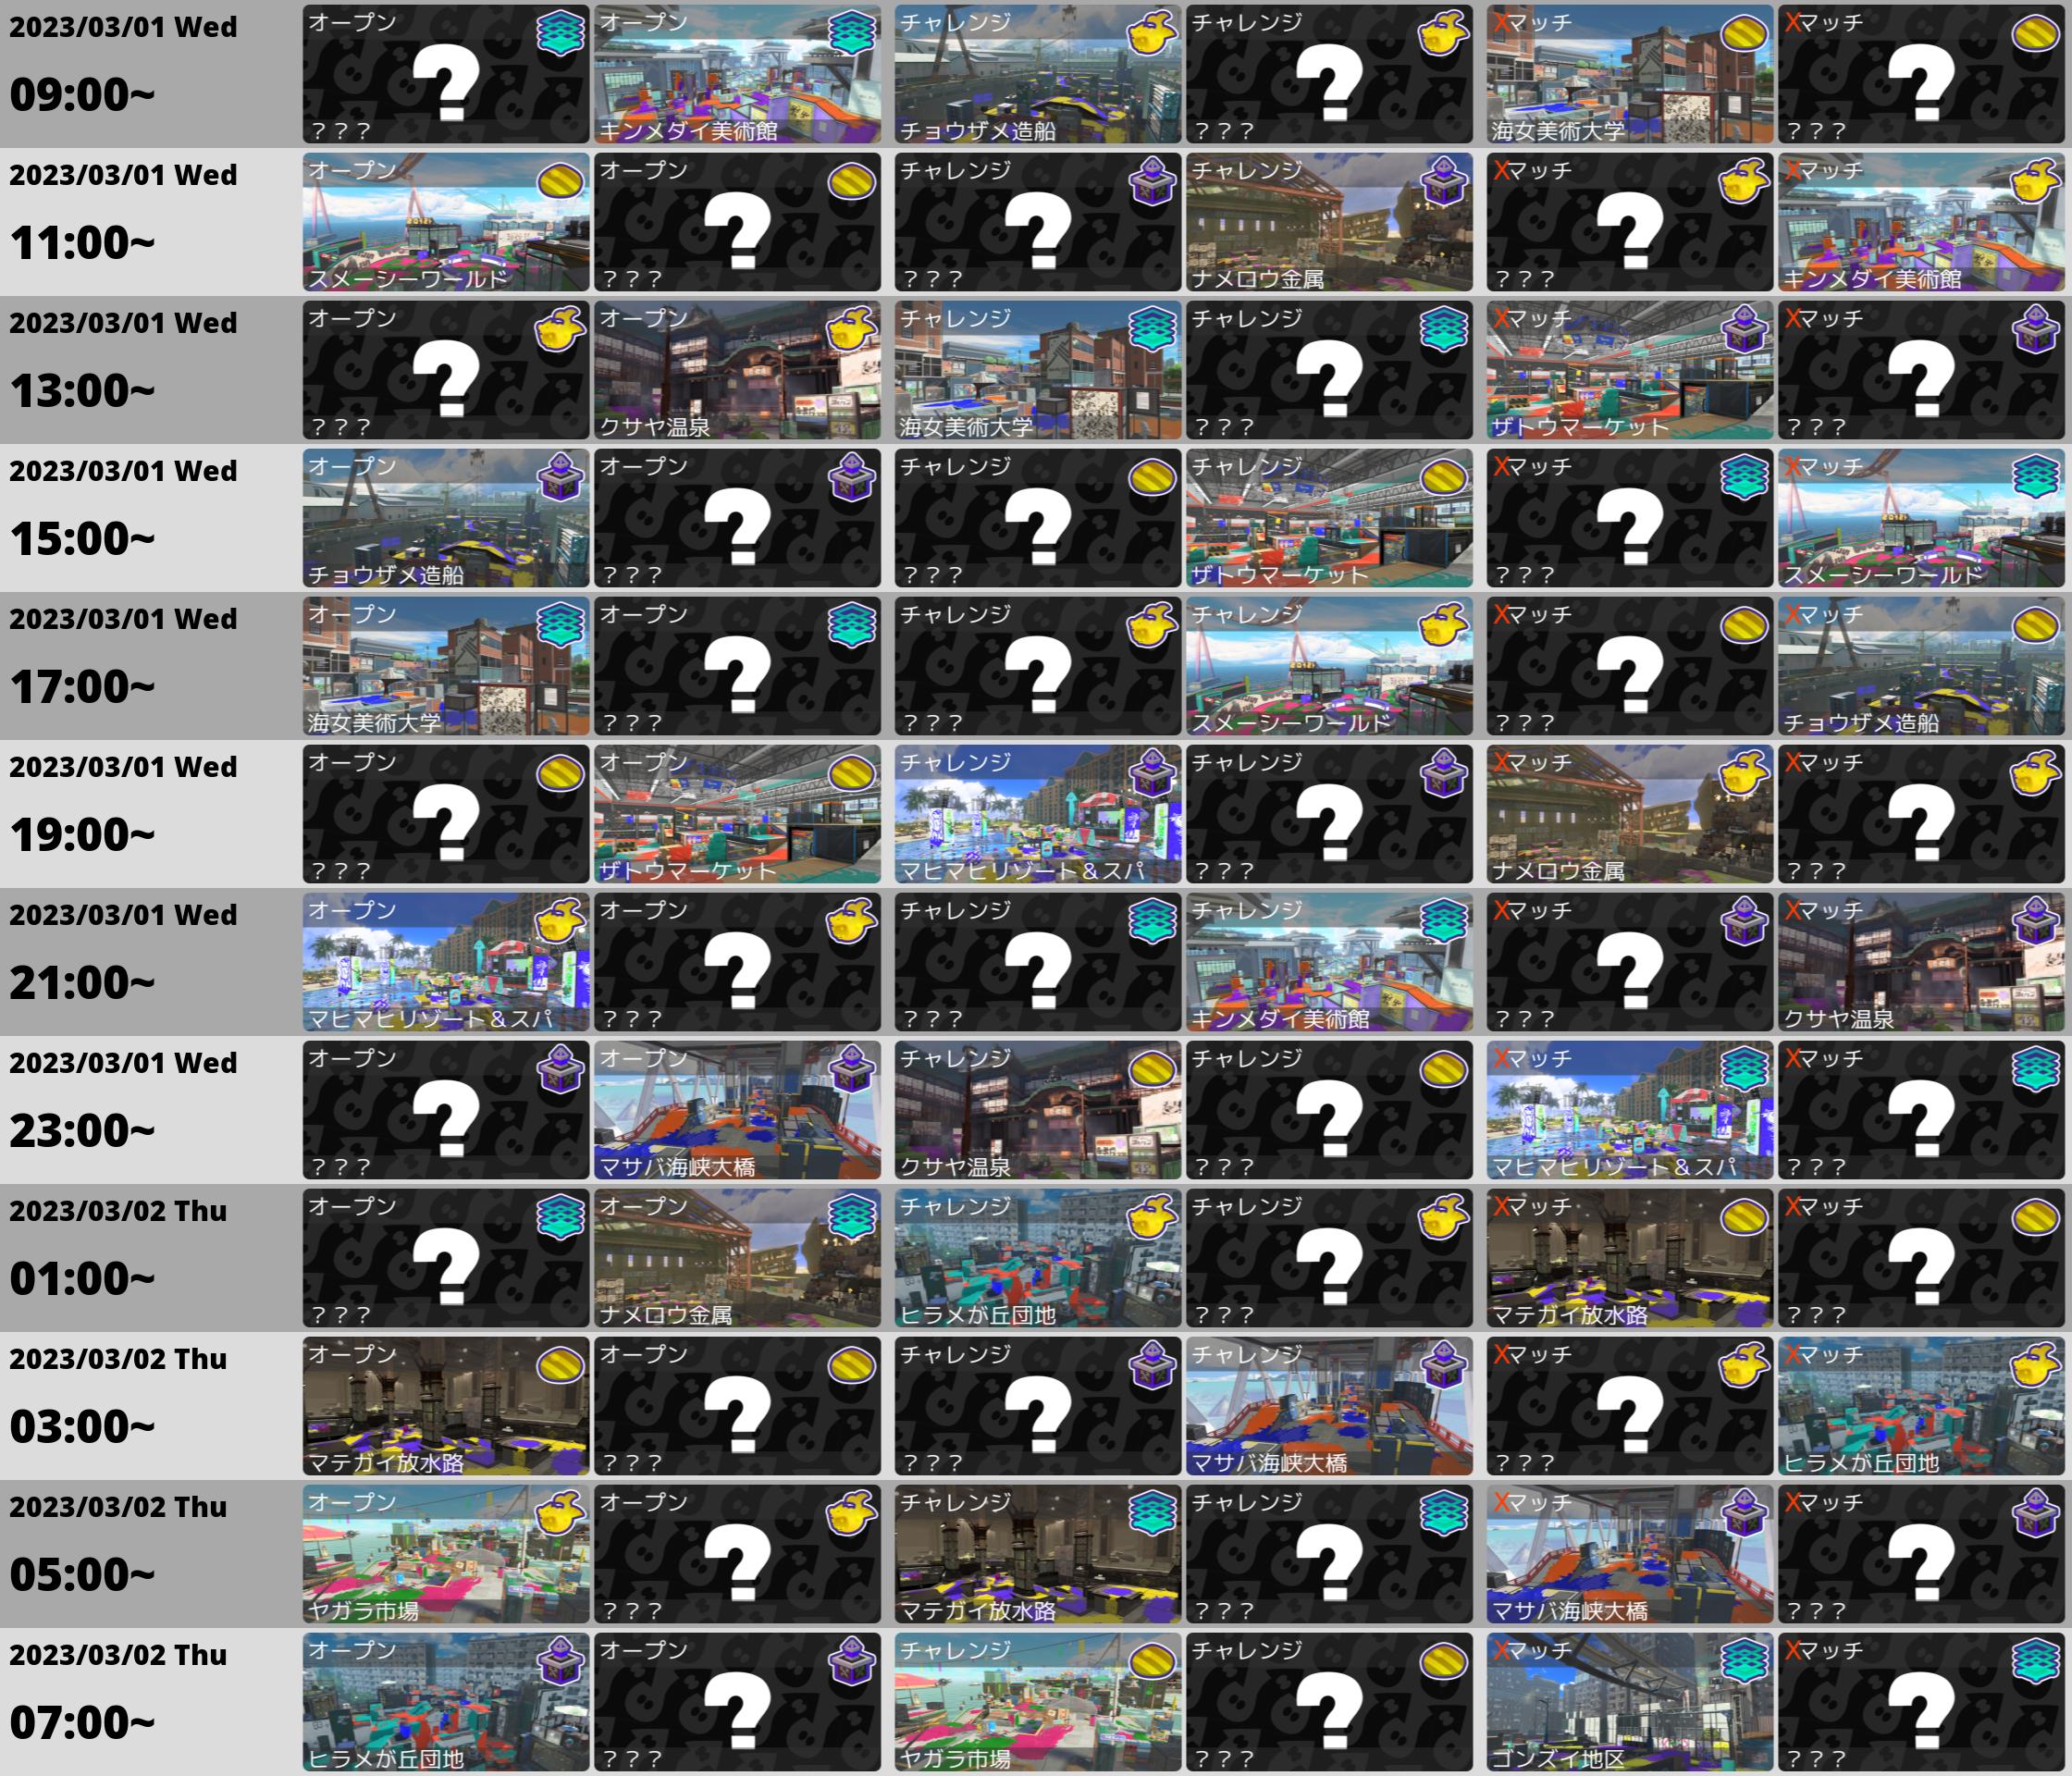 2023/03/01 Wed
09:00~
オープン
？？？
オープン
キンメダイ美術館
チャレンジ
チョウザメ造船
チャレンジ
？？？
Xマッチ
海女美術大学
Xマッチ
？？？
2023/03/01 Wed
11:00~
オープン
スメーシーワールド
オープン
？？？
チャレンジ
？？？
チャレンジ
ナメロウ金属
Xマッチ
？？？
Xマッチ
キンメダイ美術館
2023/03/01 Wed
13:00~
オープン
？？？
オープン
クサヤ温泉
チャレンジ
海女美術大学
チャレンジ
？？？
Xマッチ
ザトウマーケット
Xマッチ
？？？
2023/03/01 Wed
15:00~
オープン
チョウザメ造船
オープン
？？？
チャレンジ
？？？
チャレンジ
ザトウマーケット
Xマッチ
？？？
Xマッチ
スメーシーワールド
2023/03/01 Wed
17:00~
オープン
海女美術大学
オープン
？？？
チャレンジ
？？？
チャレンジ
スメーシーワールド
Xマッチ
？？？
Xマッチ
チョウザメ造船
2023/03/01 Wed
19:00~
オープン
？？？
オープン
ザトウマーケット
チャレンジ
マヒマヒリゾート＆スパ
チャレンジ
？？？
Xマッチ
ナメロウ金属
Xマッチ
？？？
2023/03/01 Wed
21:00~
オープン
マヒマヒリゾート＆スパ
オープン
？？？
チャレンジ
？？？
チャレンジ
キンメダイ美術館
Xマッチ
？？？
Xマッチ
クサヤ温泉
2023/03/01 Wed
23:00~
オープン
？？？
オープン
マサバ海峡大橋
チャレンジ
クサヤ温泉
チャレンジ
？？？
Xマッチ
マヒマヒリゾート＆スパ
Xマッチ
？？？
2023/03/02 Thu
01:00~
オープン
？？？
オープン
ナメロウ金属
チャレンジ
ヒラメが丘団地
チャレンジ
？？？
Xマッチ
マテガイ放水路
Xマッチ
？？？
2023/03/02 Thu
03:00~
オープン
マテガイ放水路
オープン
？？？
チャレンジ
？？？
チャレンジ
マサバ海峡大橋
Xマッチ
？？？
Xマッチ
ヒラメが丘団地
2023/03/02 Thu
05:00~
オープン
ヤガラ市場
オープン
？？？
チャレンジ
マテガイ放水路
チャレンジ
？？？
Xマッチ
マサバ海峡大橋
Xマッチ
？？？
2023/03/02 Thu
07:00~
オープン
ヒラメが丘団地
オープン
？？？
チャレンジ
ヤガラ市場
チャレンジ
？？？
Xマッチ
ゴンズイ地区
Xマッチ
？？？